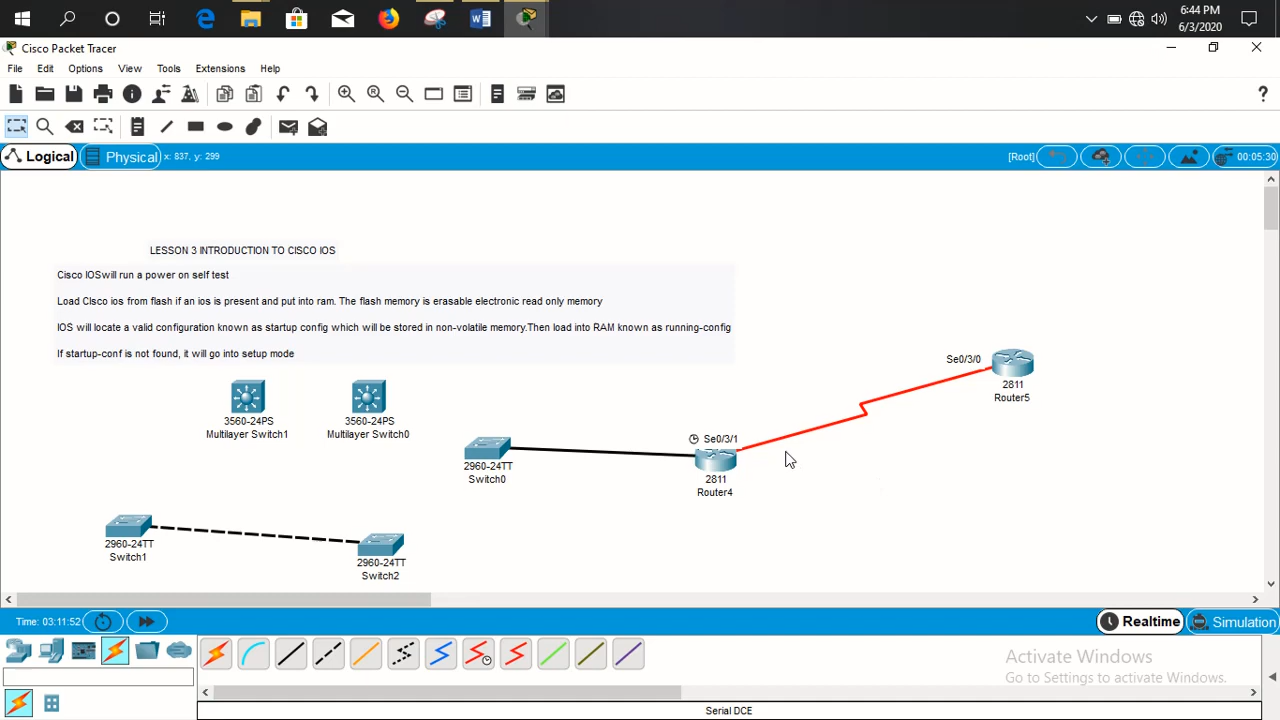 6:44 PM
6/3/2020
Cisco Packet Tracer
File Edit Options View Tools Extensions Help
Logical Physical x: 837, y: 299 [Root] 00:05:30
LESSON 3 INTRODUCTION TO CISCO IOS
Cisco IOSwill run a power on self test
Load CIsco ios from flash if an ios is present and put into ram. The flash memory is erasable electronic read only memory
IOS will locate a valid configuration known as startup config which will be stored in non-volatile memory.Then load into RAM known as running-config
If startup-conf is not found, it will go into setup mode
Se0/3/0
2811
Router5
3560-24PS
Multilayer Switch1
3560-24PS
Multilayer Switch0
Se0/3/1
2960-24TT
Switch0
2811
Router4
2960-24TT
Switch1
2960-24TT
Switch2
Time: 03:11:52 Realtime Simulation
Activate Windows
Go to Settings to activate Windows.
Serial DCE